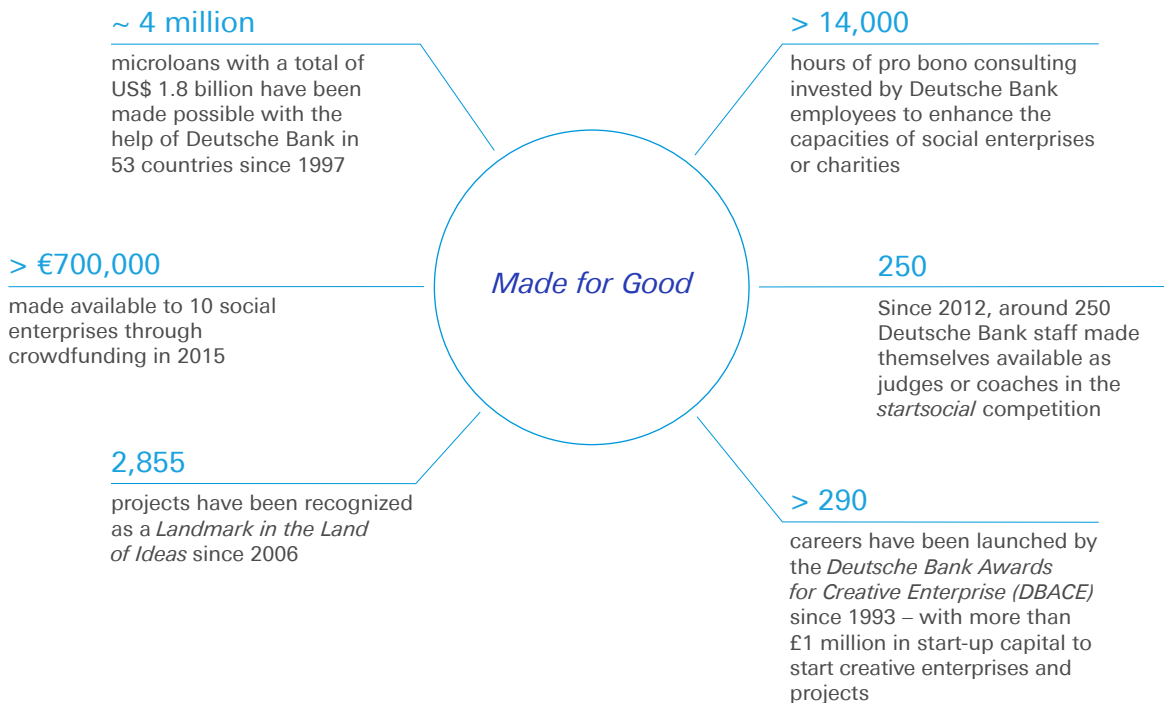 ~ 4 million
microloans with a total of
US$ 1.8 billion have been
made possible with the
help of Deutsche Bank in
53 countries since 1997
> 14,000
hours of pro bono consulting
invested by Deutsche Bank
employees to enhance the
capacities of social enterprises
or charities
> €700,000
made available to 10 social
enterprises through
crowdfunding in 2015
Made for Good
250
Since 2012, around 250
Deutsche Bank staff made
themselves available as
judges or coaches in the
startsocial competition
2,855
projects have been recognized
as a Landmark in the Land
of Ideas since 2006
> 290
careers have been launched by
the Deutsche Bank Awards
for Creative Enterprise (DBACE)
since 1993 – with more than
£1 million in start-up capital to
start creative enterprises and
projects